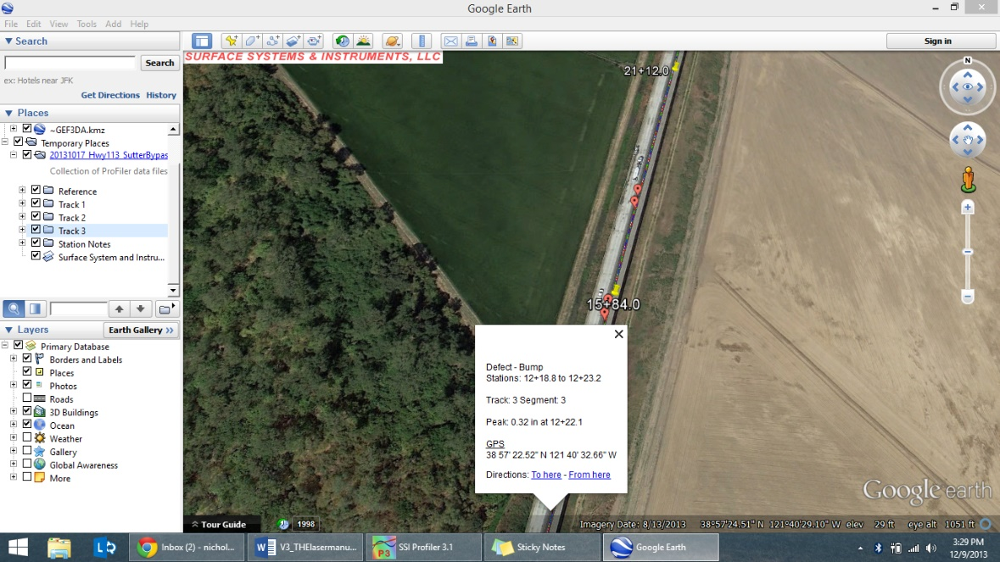 Google Earth
File Edit View Tools Add Help
Search
Search
ex: Hotels near JFK
Get Directions History
Places
~GEF3DA.kmz
Temporary Places
20131017_Hwy113_SutterBypas
Collection of ProFiler data files
Reference
Track 1
Track 2
Track 3
Station Notes
Surface System and Instru...
Layers
Earth Gallery >>
Primary Database
Borders and Labels
Places
Photos
Roads
3D Buildings
Ocean
Weather
Gallery
Global Awareness
More
Sign in
SURFACE SYSTEMS & INSTRUMENTS, LLC
N
21+12.0
15+84.0
Defect - Bump
Stations: 12+18.8 to 12+23.2
Track: 3 Segment: 3
Peak: 0.32 in at 12+22.1
GPS
38 57' 22.52" N 121 40' 32.66" W
Directions: To here - From here
Google earth
Tour Guide
1998
Imagery Date: 8/13/2013 38°57'24.51" N 121°40'29.10" W elev 29 ft eye alt 1051 ft
Inbox (2) - nichol...
V3_THElasermanu...
P3
SSI Profiler 3.1
Sticky Notes
Google Earth
3:29 PM
12/9/2013